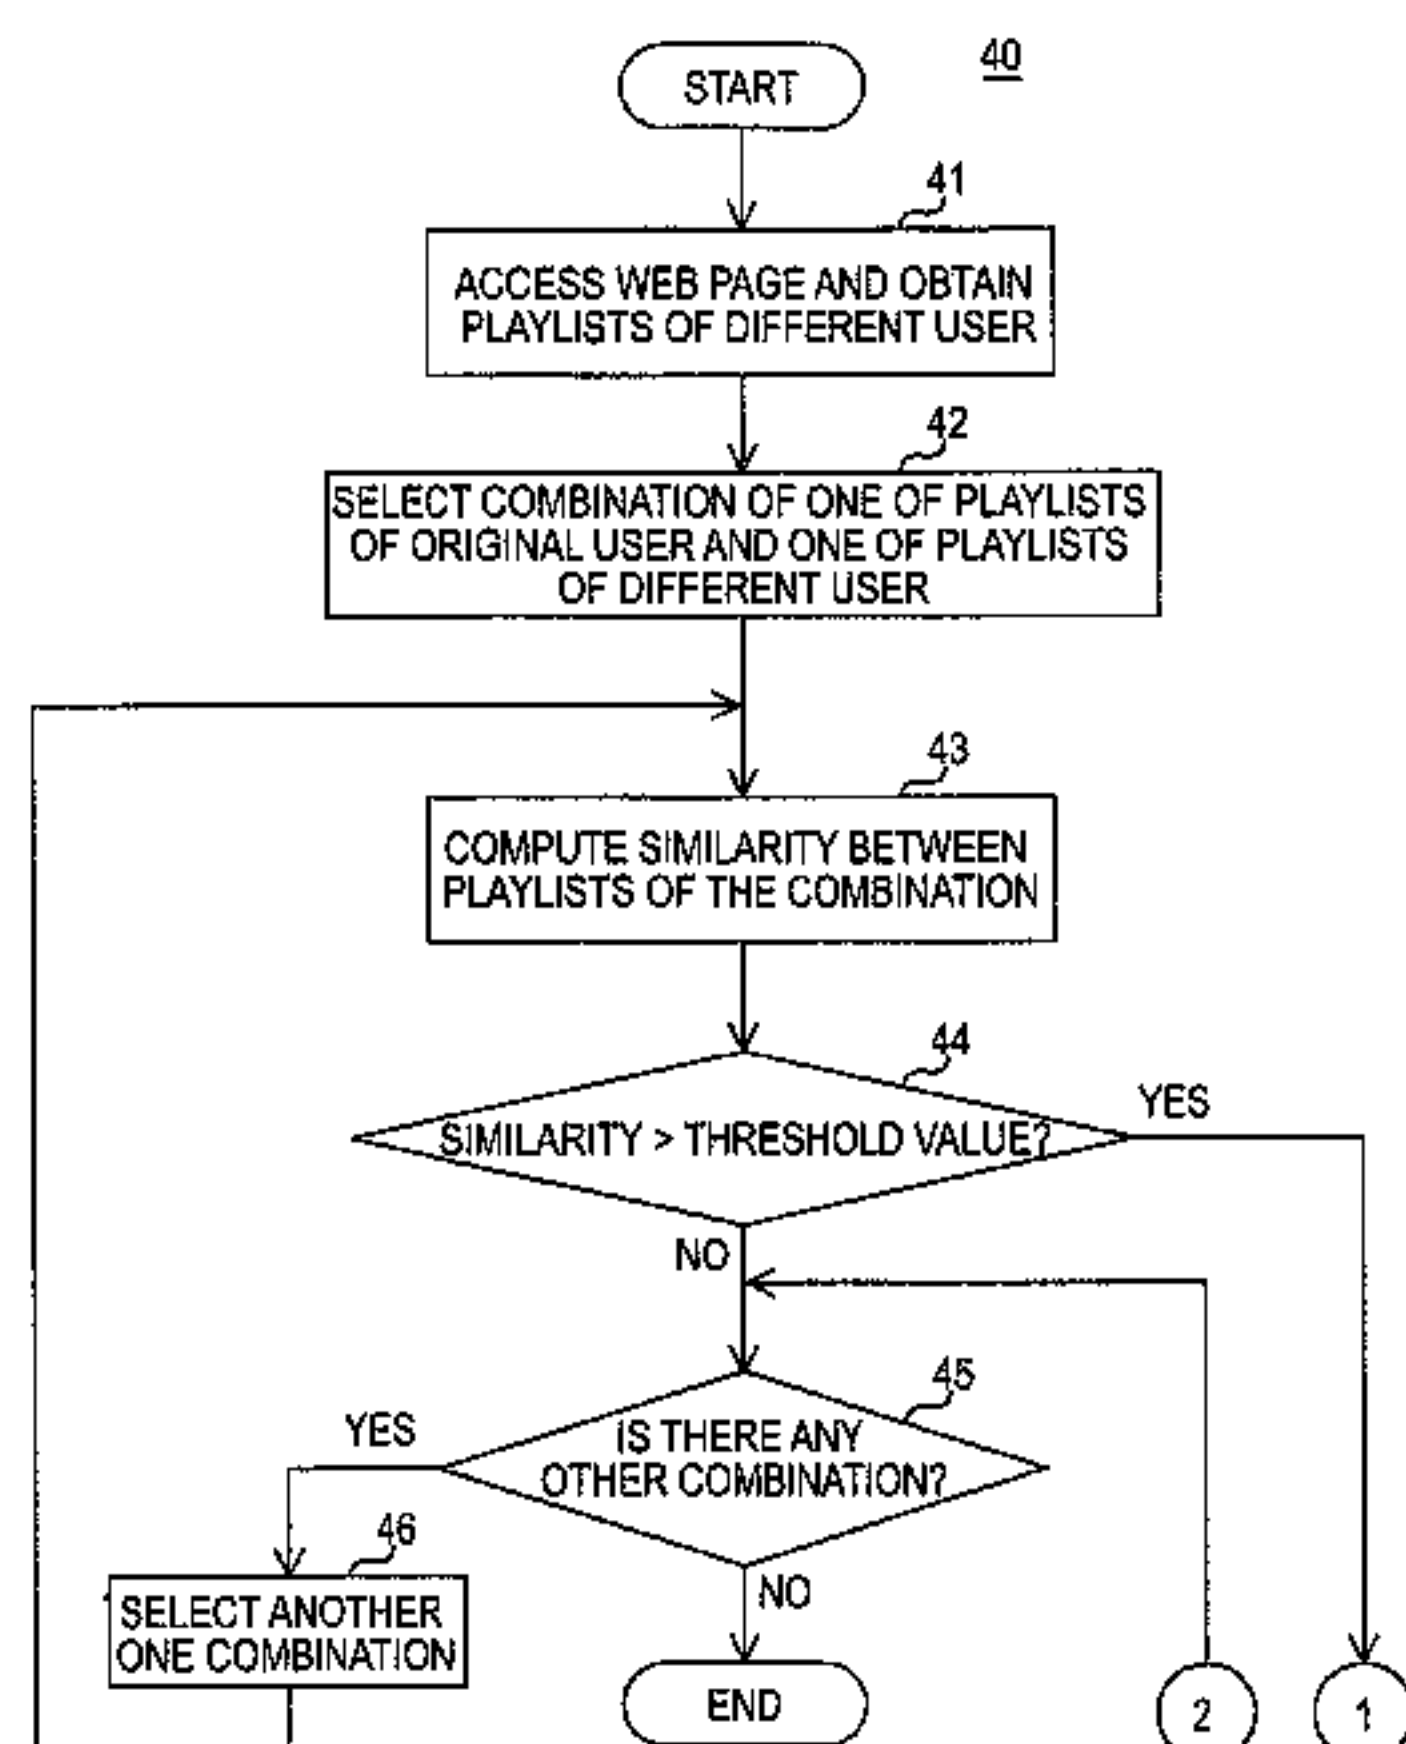 40
START
41
ACCESS WEB PAGE AND OBTAIN
PLAYLISTS OF DIFFERENT USER
42
SELECT COMBINATION OF ONE OF PLAYLISTS
OF ORIGINAL USER AND ONE OF PLAYLISTS
OF DIFFERENT USER
43
COMPUTE SIMILARITY BETWEEN
PLAYLISTS OF THE COMBINATION
44
SIMILARITY > THRESHOLD VALUE?
YES
NO
45
IS THERE ANY
OTHER COMBINATION?
YES
46
SELECT ANOTHER
ONE COMBINATION
NO
END
2
1